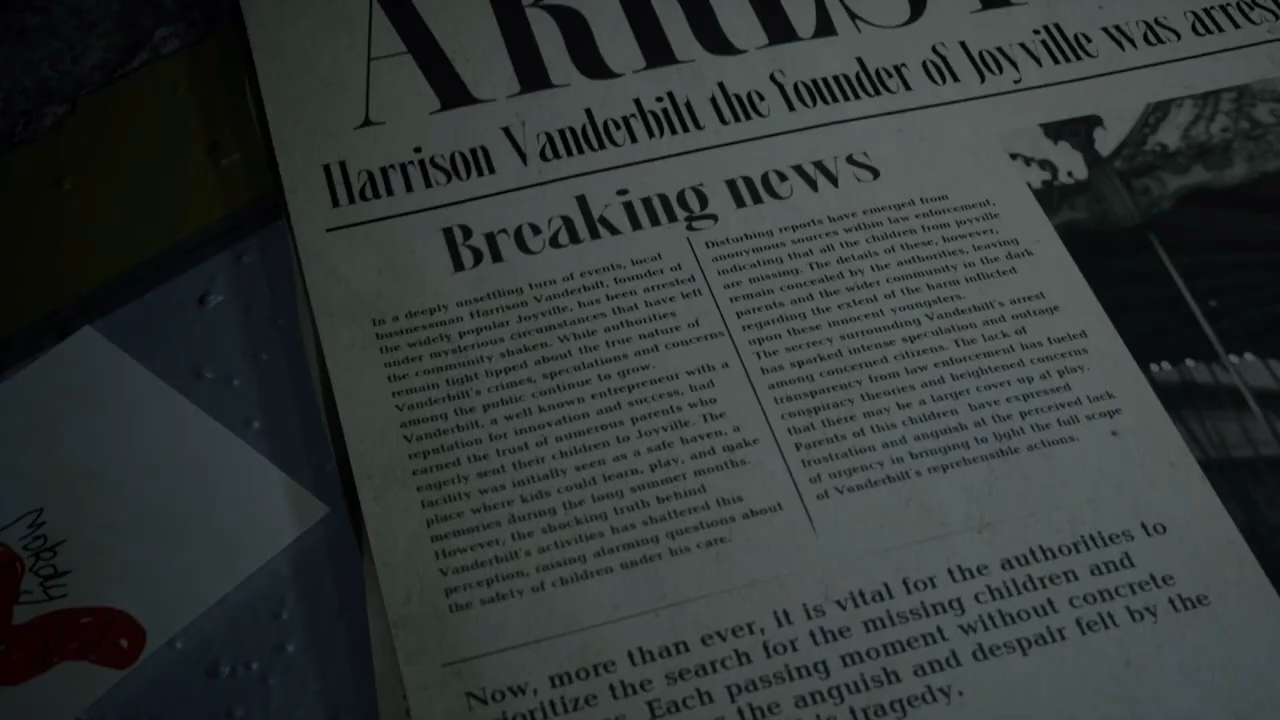 ARREST
Harrison Vanderbilt the founder of Joyville was arres
Breaking news
In a deeply unsettling turn of events, local
businessman Harrison Vanderbilt, founder of
the widely popular Joyville, has been arrested
under mysterious circumstances that have left
the community shaken. While authorities
remain tight lipped about the true nature of
Vanderbilt's crimes, speculations and concerns
among the public continue to grow.
Vanderbilt, a well known entrepreneur with a
reputation for innovation and success, had
earned the trust of numerous parents who
eagerly sent their children to Joyville. The
facility was initially seen as a safe haven, a
place where kids could learn, play, and make
memories during the long summer months.
However, the shocking truth behind
Vanderbilt's activities has shattered this
perception, raising alarming questions about
the safety of children under his care.
Disturbing reports have emerged from
anonymous sources within law enforcement,
indicating that all the children from joyville
are missing. The details of these, however,
remain concealed by the authorities, leaving
parents and the wider community in the dark
regarding the extent of the harm inflicted
upon these innocent youngsters.
The secrecy surrounding Vanderbilt's arrest
has sparked intense speculation and outrage
among concerned citizens. The lack of
transparency from law enforcement has fueled
conspiracy theories and heightened concerns
that there may be a larger cover up at play.
Parents of this children have expressed
frustration and anguish at the perceived lack
of urgency in bringing to light the full scope
of Vanderbilt's reprehensible actions.
Now, more than ever, it is vital for the authorities to
rioritize the search for the missing children and
Each passing moment without concrete
the anguish and despair felt by the
tragedy.